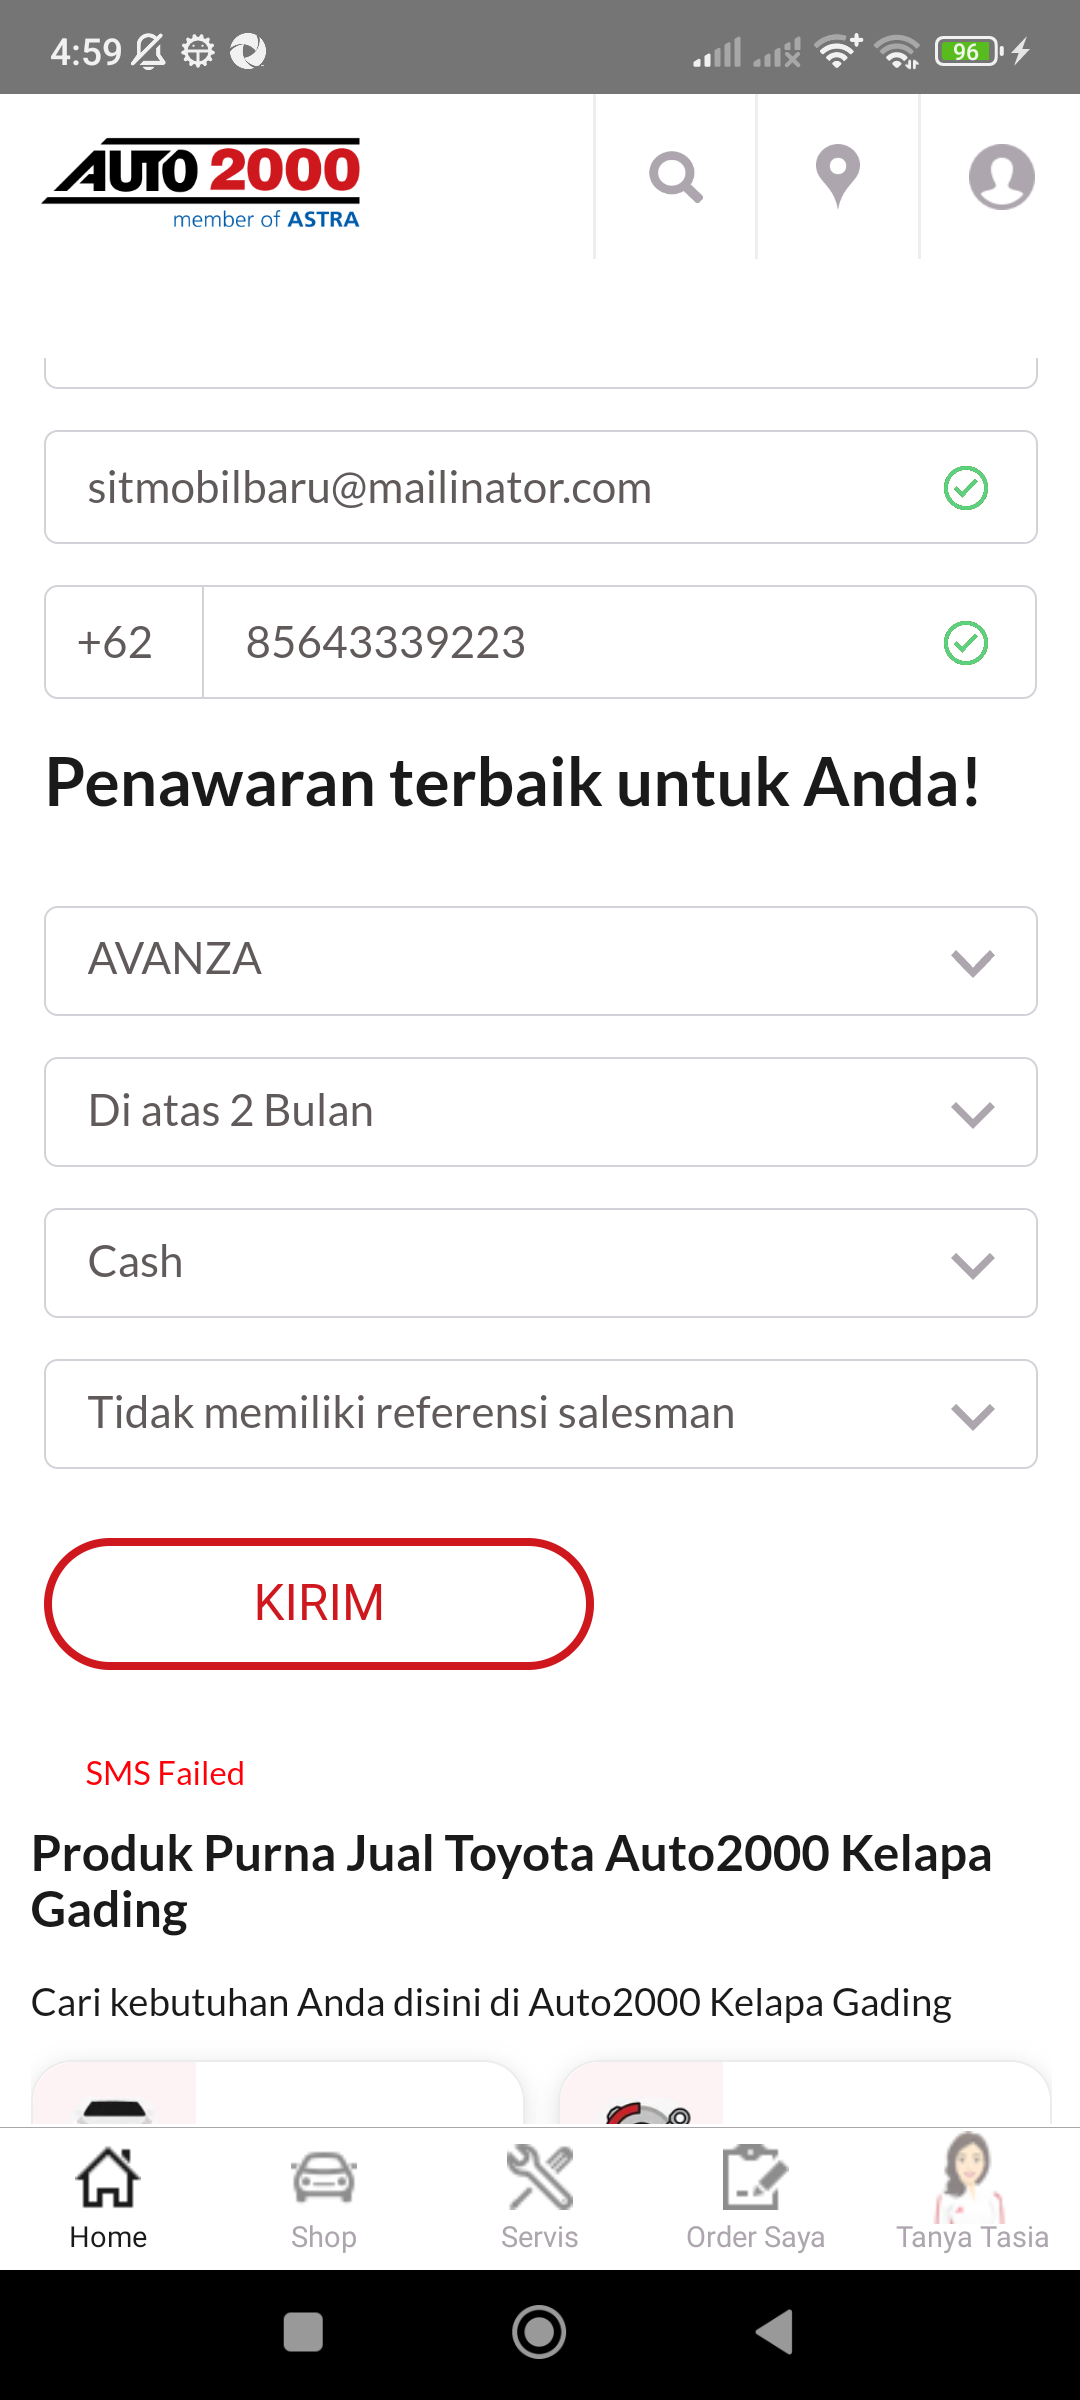 4:59
96
AUTO 2000
member of ASTRA
sitmobilbaru@mailinator.com
+62 85643339223
Penawaran terbaik untuk Anda!
AVANZA
Di atas 2 Bulan
Cash
Tidak memiliki referensi salesman
KIRIM
SMS Failed
Produk Purna Jual Toyota Auto2000 Kelapa
Gading
Cari kebutuhan Anda disini di Auto2000 Kelapa Gading
Home Shop Servis Order Saya Tanya Tasia